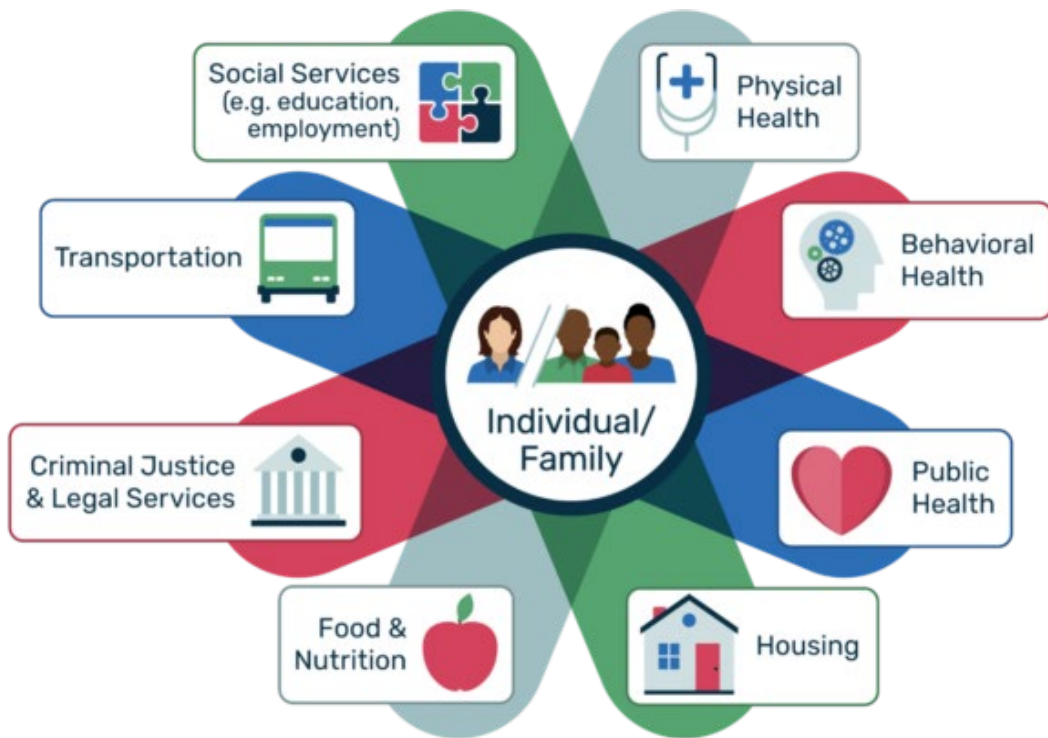 Social Services
(e.g. education,
employment)
Physical
Health
Transportation
Behavioral
Health
Individual/
Family
Criminal Justice
& Legal Services
Public
Health
Food &
Nutrition
Housing